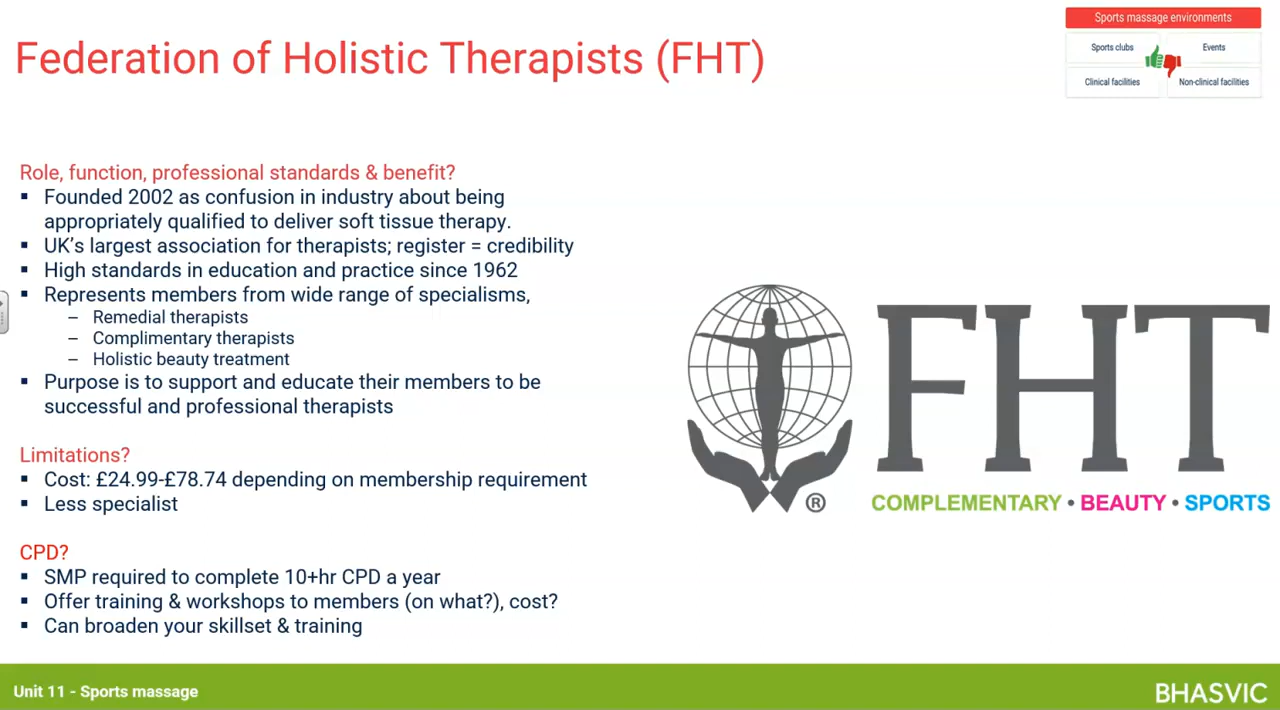 Federation of Holistic Therapists (FHT)
Sports massage environments
Sports clubs
Events
Clinical facilities
Non-clinical facilities
Role, function, professional standards & benefit?
▪ Founded 2002 as confusion in industry about being
appropriately qualified to deliver soft tissue therapy.
▪ UK's largest association for therapists; register = credibility
▪ High standards in education and practice since 1962
▪ Represents members from wide range of specialisms,
– Remedial therapists
– Complimentary therapists
– Holistic beauty treatment
▪ Purpose is to support and educate their members to be
successful and professional therapists
Limitations?
▪ Cost: £24.99-£78.74 depending on membership requirement
▪ Less specialist
CPD?
▪ SMP required to complete 10+hr CPD a year
▪ Offer training & workshops to members (on what?), cost?
▪ Can broaden your skillset & training
FHT
®
COMPLEMENTARY • BEAUTY • SPORTS
Unit 11 - Sports massage
BHASVIC